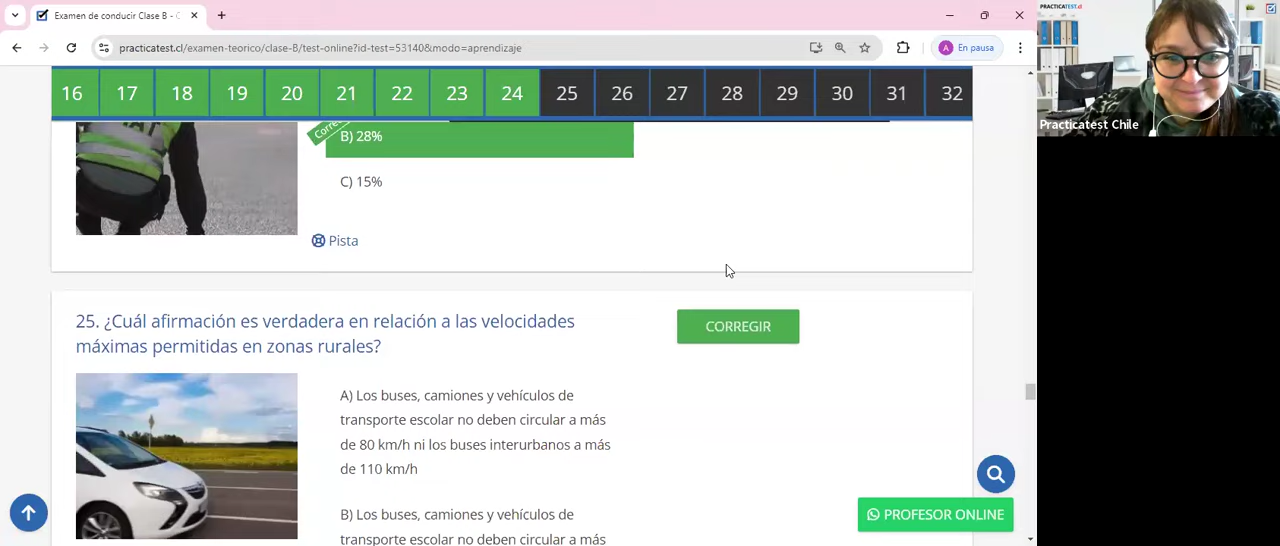 Examen de conducir Clase B -
practicatest.cl/examen-teorico/clase-B/test-online?id-test=53140&modo=aprendizaje
A En pausa
16 17 18 19 20 21 22 23 24 25 26 27 28 29 30 31 32
PRACTICATEST.cl
Practicatest Chile
B) 28%
C) 15%
Pista
25. ¿Cuál afirmación es verdadera en relación a las velocidades
máximas permitidas en zonas rurales?
CORREGIR
A) Los buses, camiones y vehículos de
transporte escolar no deben circular a más
de 80 km/h ni los buses interurbanos a más
de 110 km/h
B) Los buses, camiones y vehículos de
transporte escolar no deben circular a más
PROFESOR ONLINE